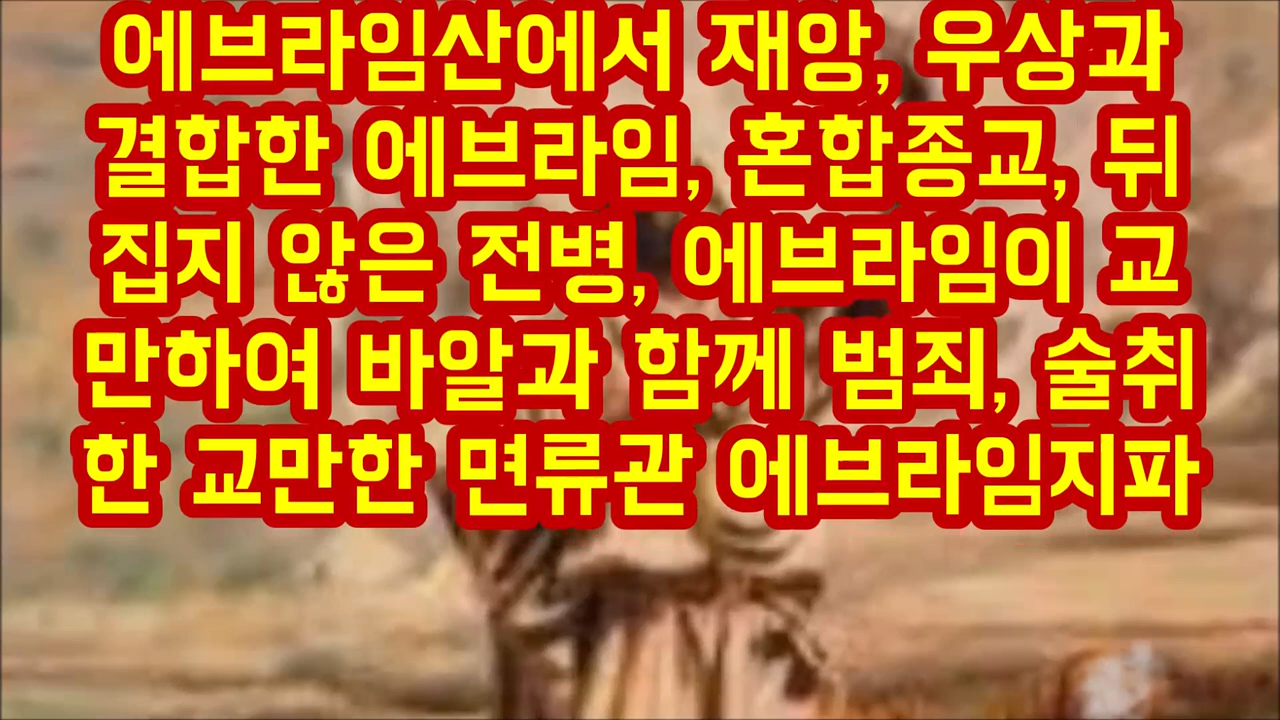 에브라임산에서 재앙, 우상과
결합한 에브라임, 혼합종교, 뒤
집지 않은 전병, 에브라임이 교
만하여 바알과 함께 범죄, 술취
한 교만한 면류관 에브라임지파